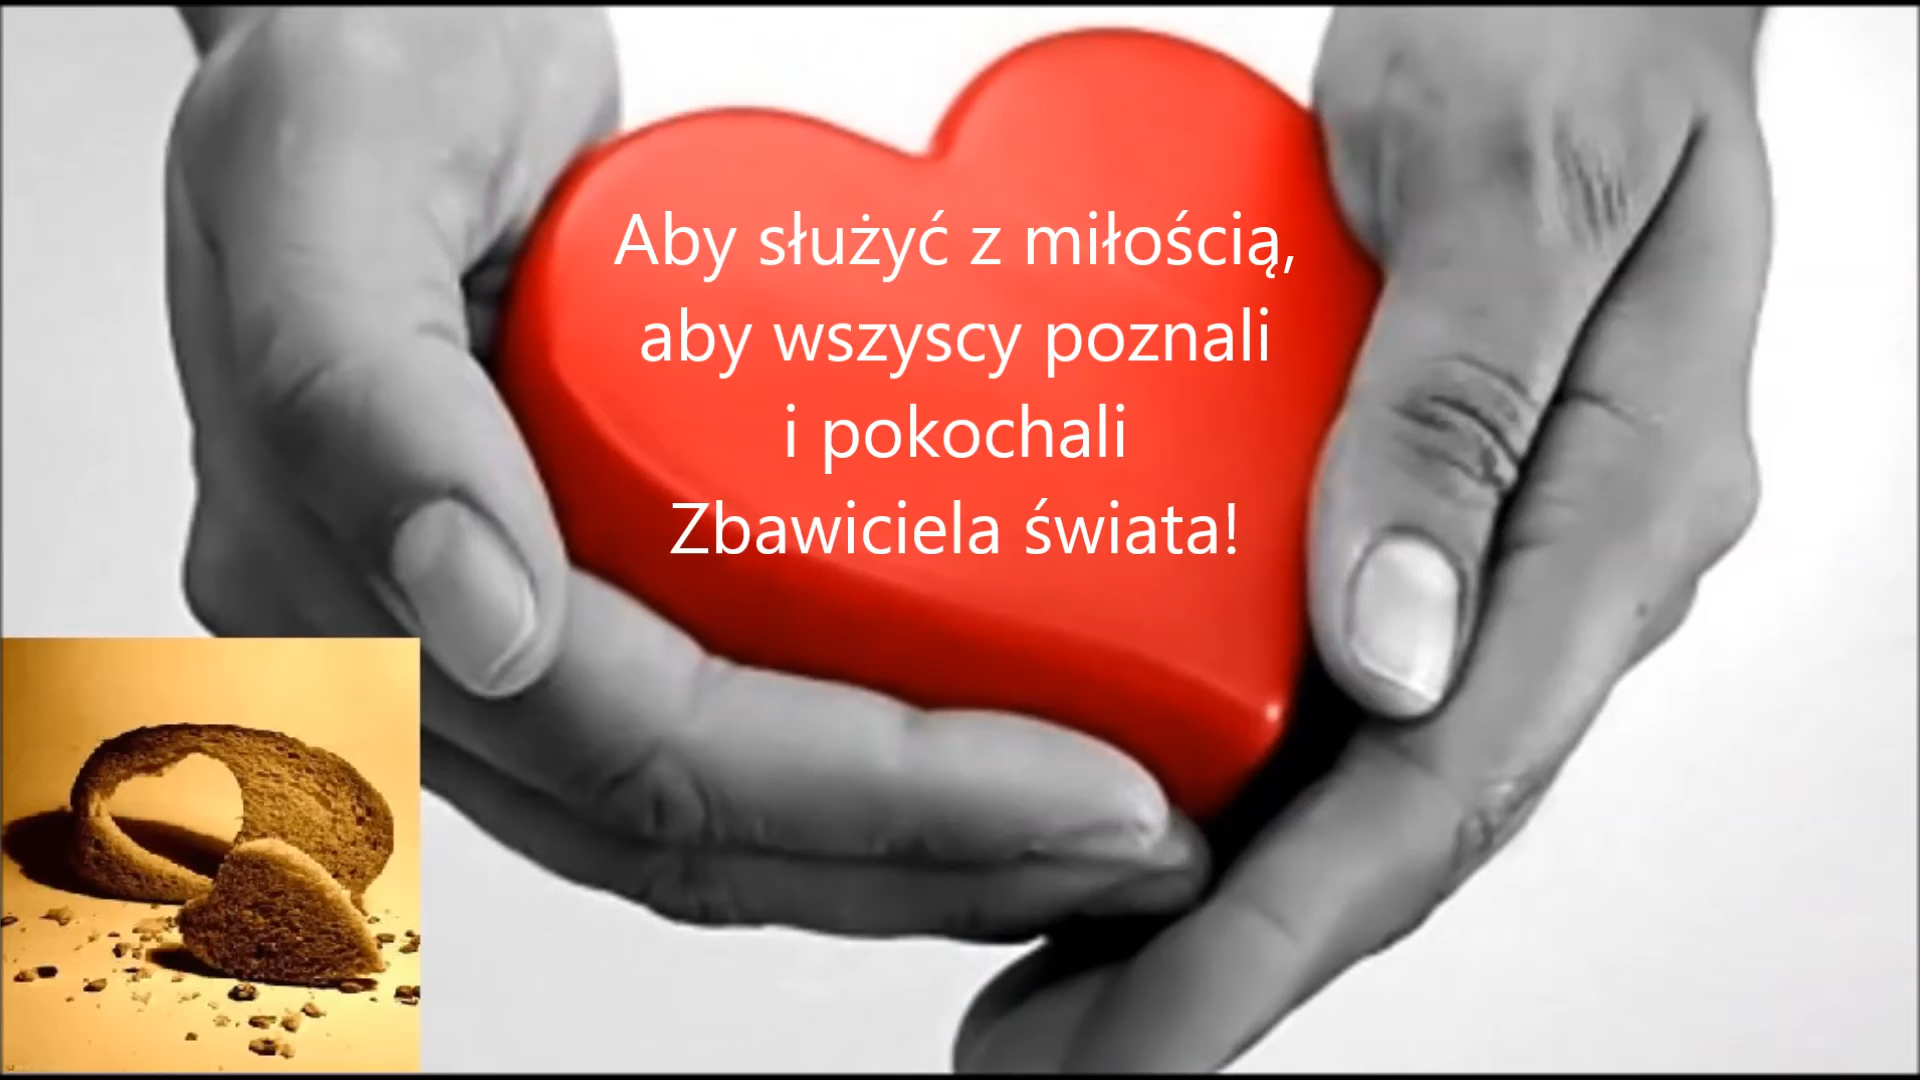 Aby służyć z miłością,
aby wszyscy poznali
i pokochali
Zbawiciela świata!